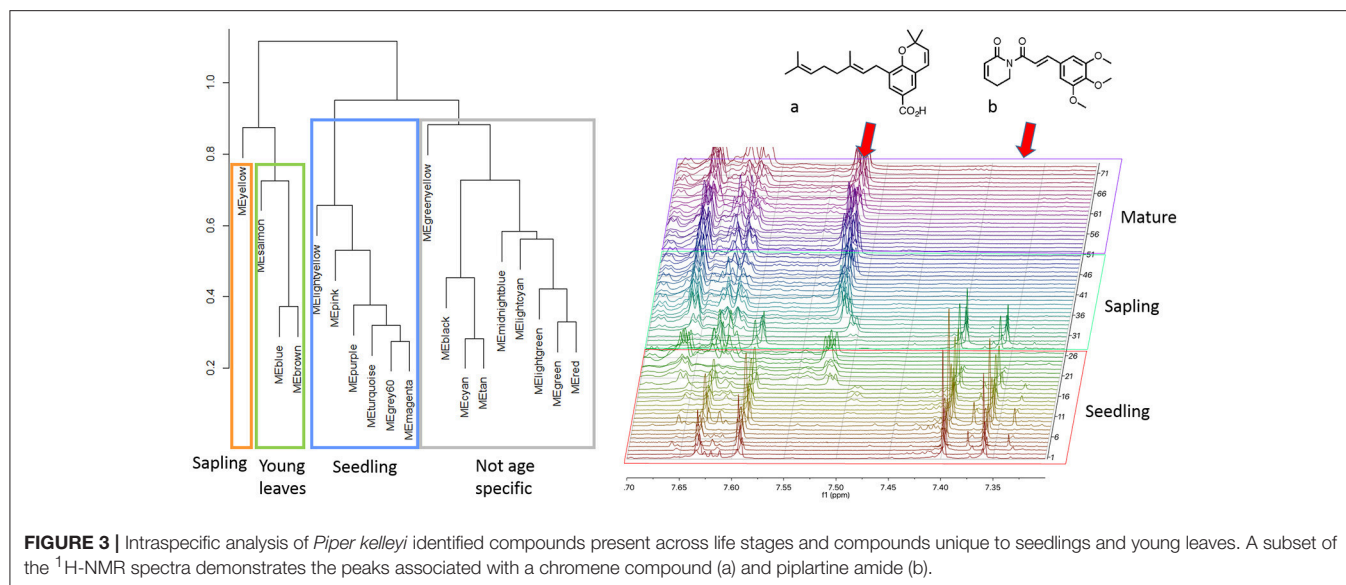 1.0
0.8
0.6
0.4
0.2
MEyellow
MEsalmon
MEblue
MEbrown
MElightyellow
MEpink
MEpurple
MEturquoise
MEgrey60
MEmagenta
MEgreenyellow
MEblack
MEcyan
MEtan
MEmidnightblue
MElightcyan
MElightgreen
MEgreen
MEred
Sapling
Young
leaves
Seedling
Not age
specific
O
CO₂H
a
O
O
N
O
O
O
b
71
66
61
56
51
46
41
36
31
26
21
16
11
6
1
Mature
Sapling
Seedling
.70
7.65
7.60
7.55
7.50
7.45
7.40
7.35
f1 (ppm)
FIGURE 3 | Intraspecific analysis of Piper kelleyi identified compounds present across life stages and compounds unique to seedlings and young leaves. A subset of
the ¹H-NMR spectra demonstrates the peaks associated with a chromene compound (a) and piplartine amide (b).